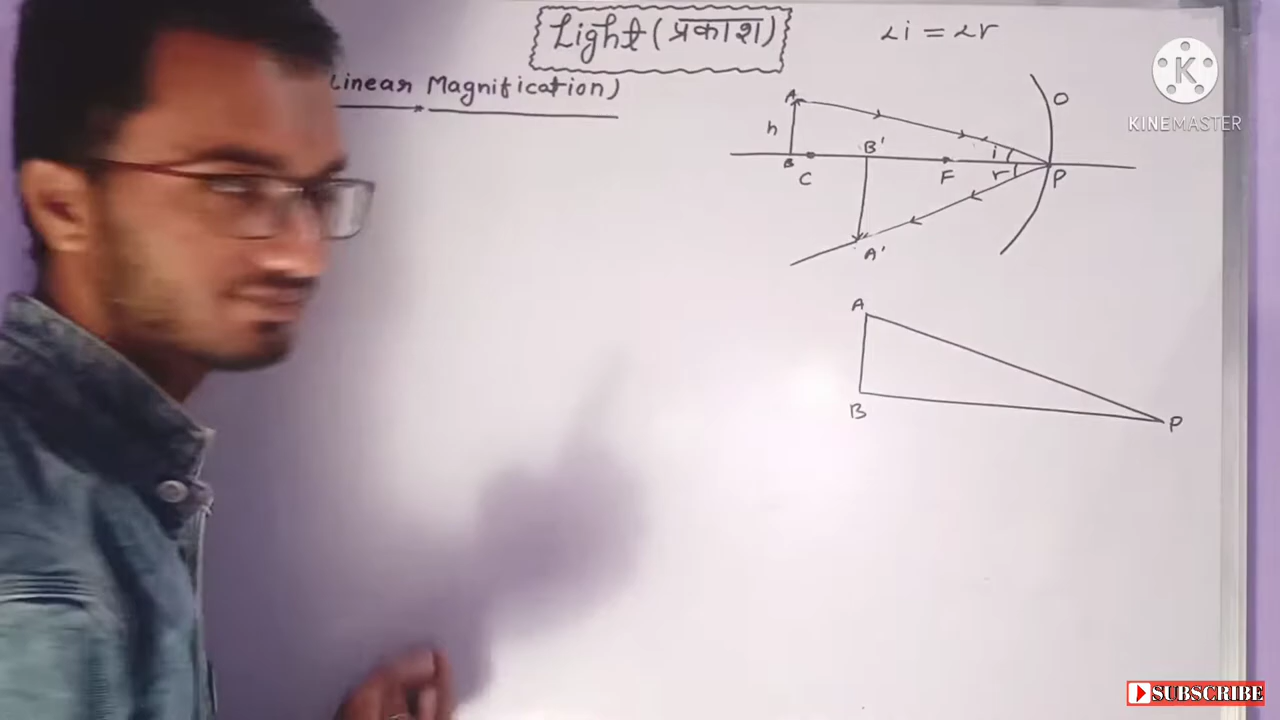 Light (प्रकाश)
∠i = ∠r
Linear Magnification)
A
O
h
B'
i
B
C
F
r
P
A'
A
B
P
K
KINEMASTER
SUBSCRIBE